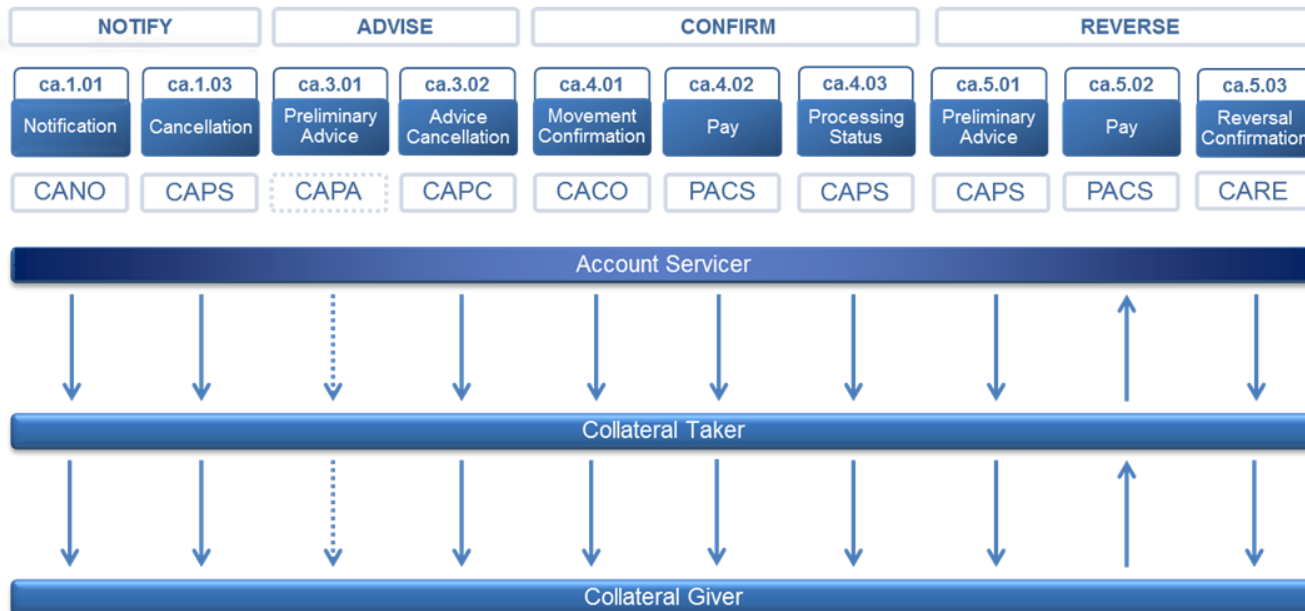 NOTIFY ADVISE CONFIRM REVERSE
ca.1.01 ca.1.03 ca.3.01 ca.3.02 ca.4.01 ca.4.02 ca.4.03 ca.5.01 ca.5.02 ca.5.03
Notification Cancellation Preliminary Advice Advice Cancellation Movement Confirmation Pay Processing Status Preliminary Advice Pay Reversal Confirmation
CANO CAPS CAPA CAPC CACO PACS CAPS CAPS PACS CARE
Account Servicer
Collateral Taker
Collateral Giver